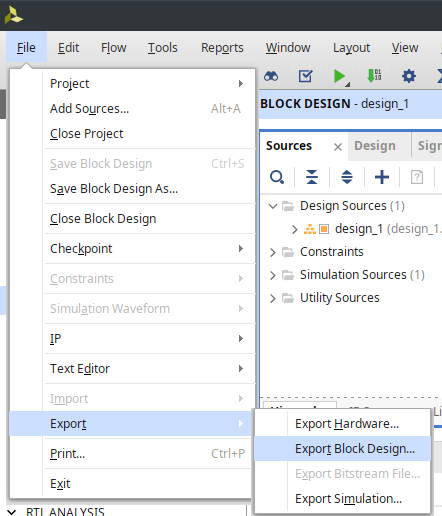 File Edit Flow Tools Reports Window Layout View
Project
Add Sources... Alt+A
Close Project
Save Block Design Ctrl+S
Save Block Design As...
Close Block Design
Checkpoint
Constraints
Simulation Waveform
IP
Text Editor
Import
Export
Print... Ctrl+P
Exit
RTL ANALYSIS
BLOCK DESIGN - design_1
Sources Design
Design Sources (1)
design_1 (design_1.
Constraints
Simulation Sources (1)
Utility Sources
Export Hardware...
Export Block Design...
Export Bitstream File...
Export Simulation...